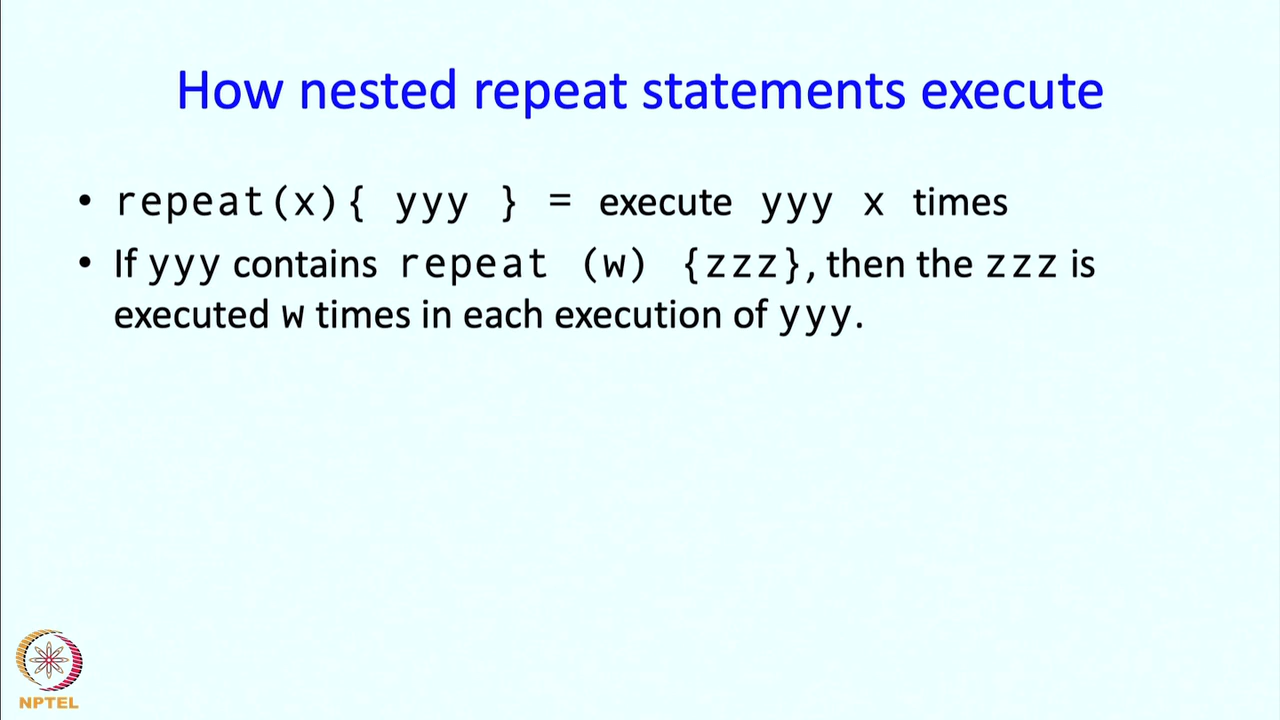 How nested repeat statements execute
• repeat(x){ yyy } = execute yyy x times
• If yyy contains repeat (w) {zzz}, then the zzz is
executed w times in each execution of yyy.
NPTEL